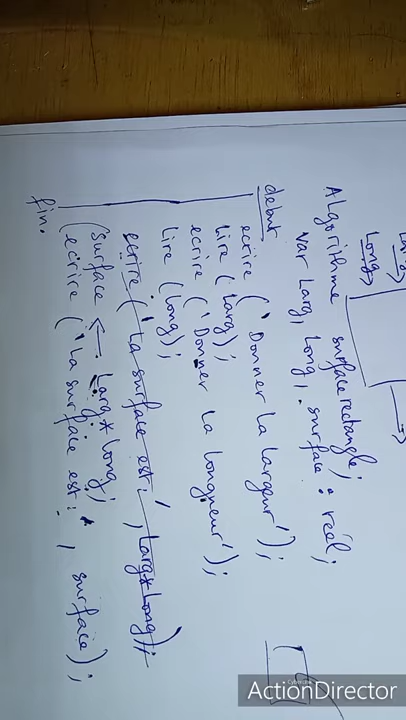 Long
Algorithme surface rectangle;
var Larg, Long, surface : réel;
debut
ecrire ('Donner la largeur');
lire (Larg);
ecrire ('Donner la longueur');
lire (Long);
ecrire ('la surface est:', Larg*Long);
surface ← Larg*Long;
(ecrire ('la surface est:', surface);
fin.
ActionDirector